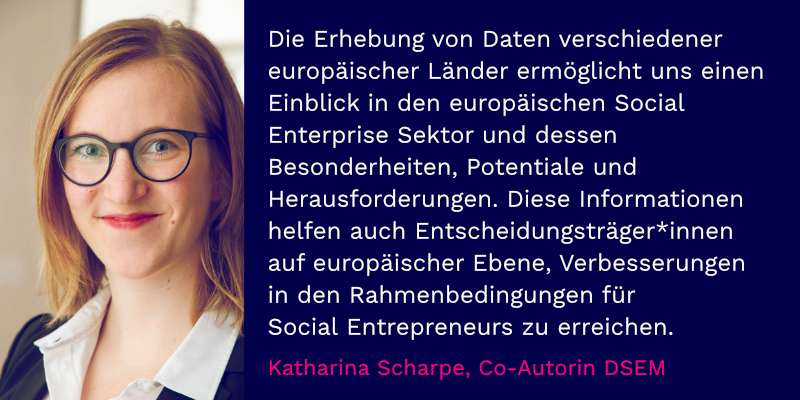 Die Erhebung von Daten verschiedener
europäischer Länder ermöglicht uns einen
Einblick in den europäischen Social
Enterprise Sektor und dessen
Besonderheiten, Potentiale und
Herausforderungen. Diese Informationen
helfen auch Entscheidungsträger*innen
auf europäischer Ebene, Verbesserungen
in den Rahmenbedingungen für
Social Entrepreneurs zu erreichen.
Katharina Scharpe, Co-Autorin DSEM